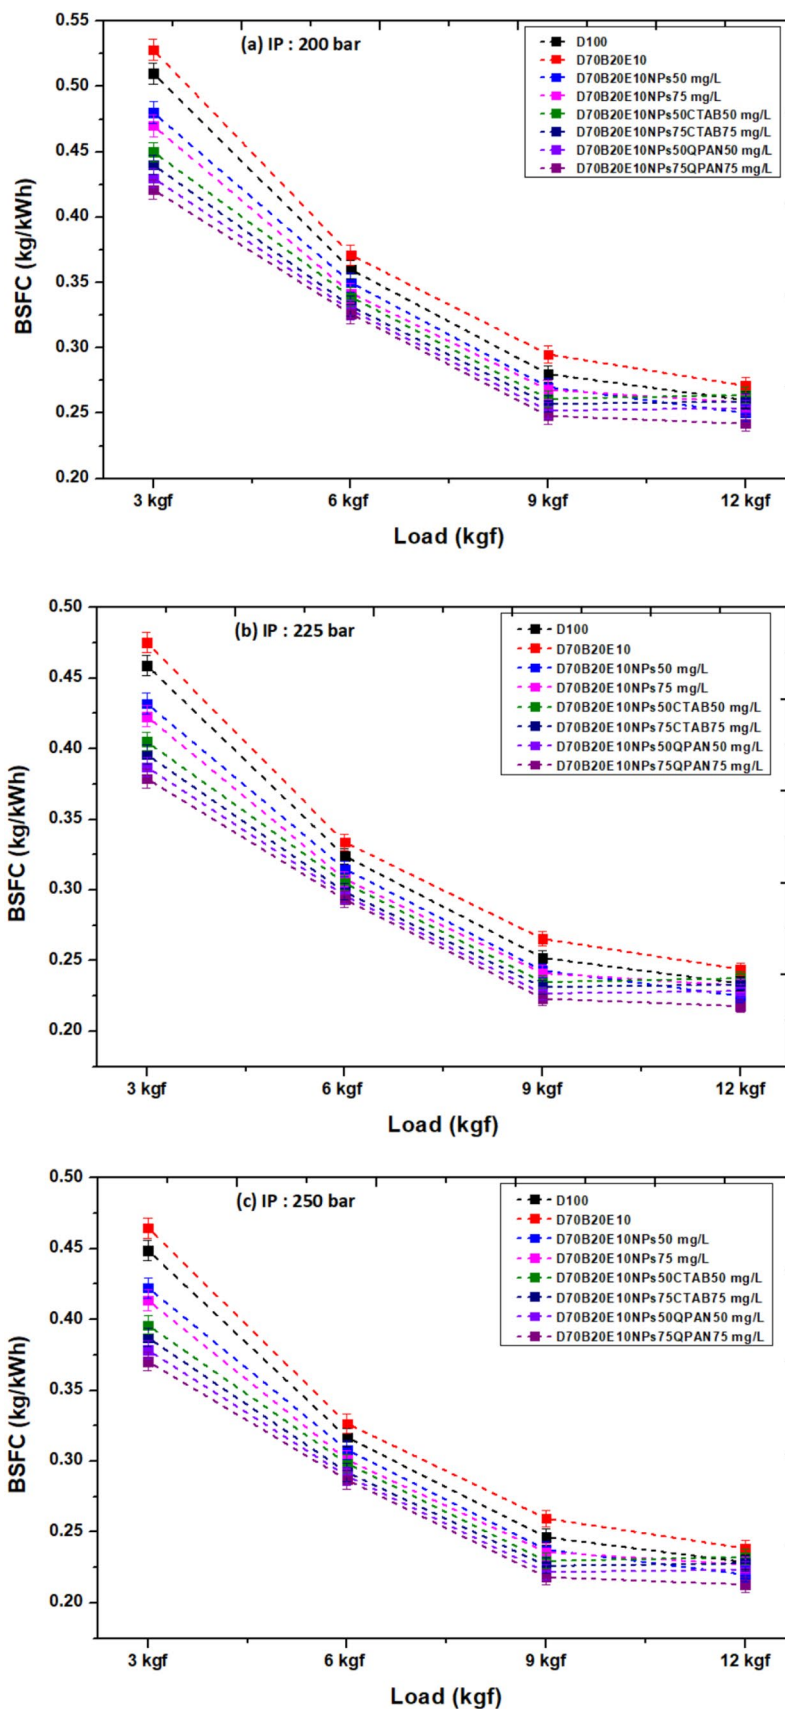 (a) IP : 200 bar
D100
D70B20E10
D70B20E10NPs50 mg/L
D70B20E10NPs75 mg/L
D70B20E10NPs50CTAB50 mg/L
D70B20E10NPs75CTAB75 mg/L
D70B20E10NPs50QPAN50 mg/L
D70B20E10NPs75QPAN75 mg/L
BSFC (kg/kWh)
0.55
0.50
0.45
0.40
0.35
0.30
0.25
0.20
3 kgf 6 kgf 9 kgf 12 kgf
Load (kgf)
(b) IP : 225 bar
D100
D70B20E10
D70B20E10NPs50 mg/L
D70B20E10NPs75 mg/L
D70B20E10NPs50CTAB50 mg/L
D70B20E10NPs75CTAB75 mg/L
D70B20E10NPs50QPAN50 mg/L
D70B20E10NPs75QPAN75 mg/L
BSFC (kg/kWh)
0.50
0.45
0.40
0.35
0.30
0.25
0.20
3 kgf 6 kgf 9 kgf 12 kgf
Load (kgf)
(c) IP : 250 bar
D100
D70B20E10
D70B20E10NPs50 mg/L
D70B20E10NPs75 mg/L
D70B20E10NPs50CTAB50 mg/L
D70B20E10NPs75CTAB75 mg/L
D70B20E10NPs50QPAN50 mg/L
D70B20E10NPs75QPAN75 mg/L
BSFC (kg/kWh)
0.50
0.45
0.40
0.35
0.30
0.25
0.20
3 kgf 6 kgf 9 kgf 12 kgf
Load (kgf)